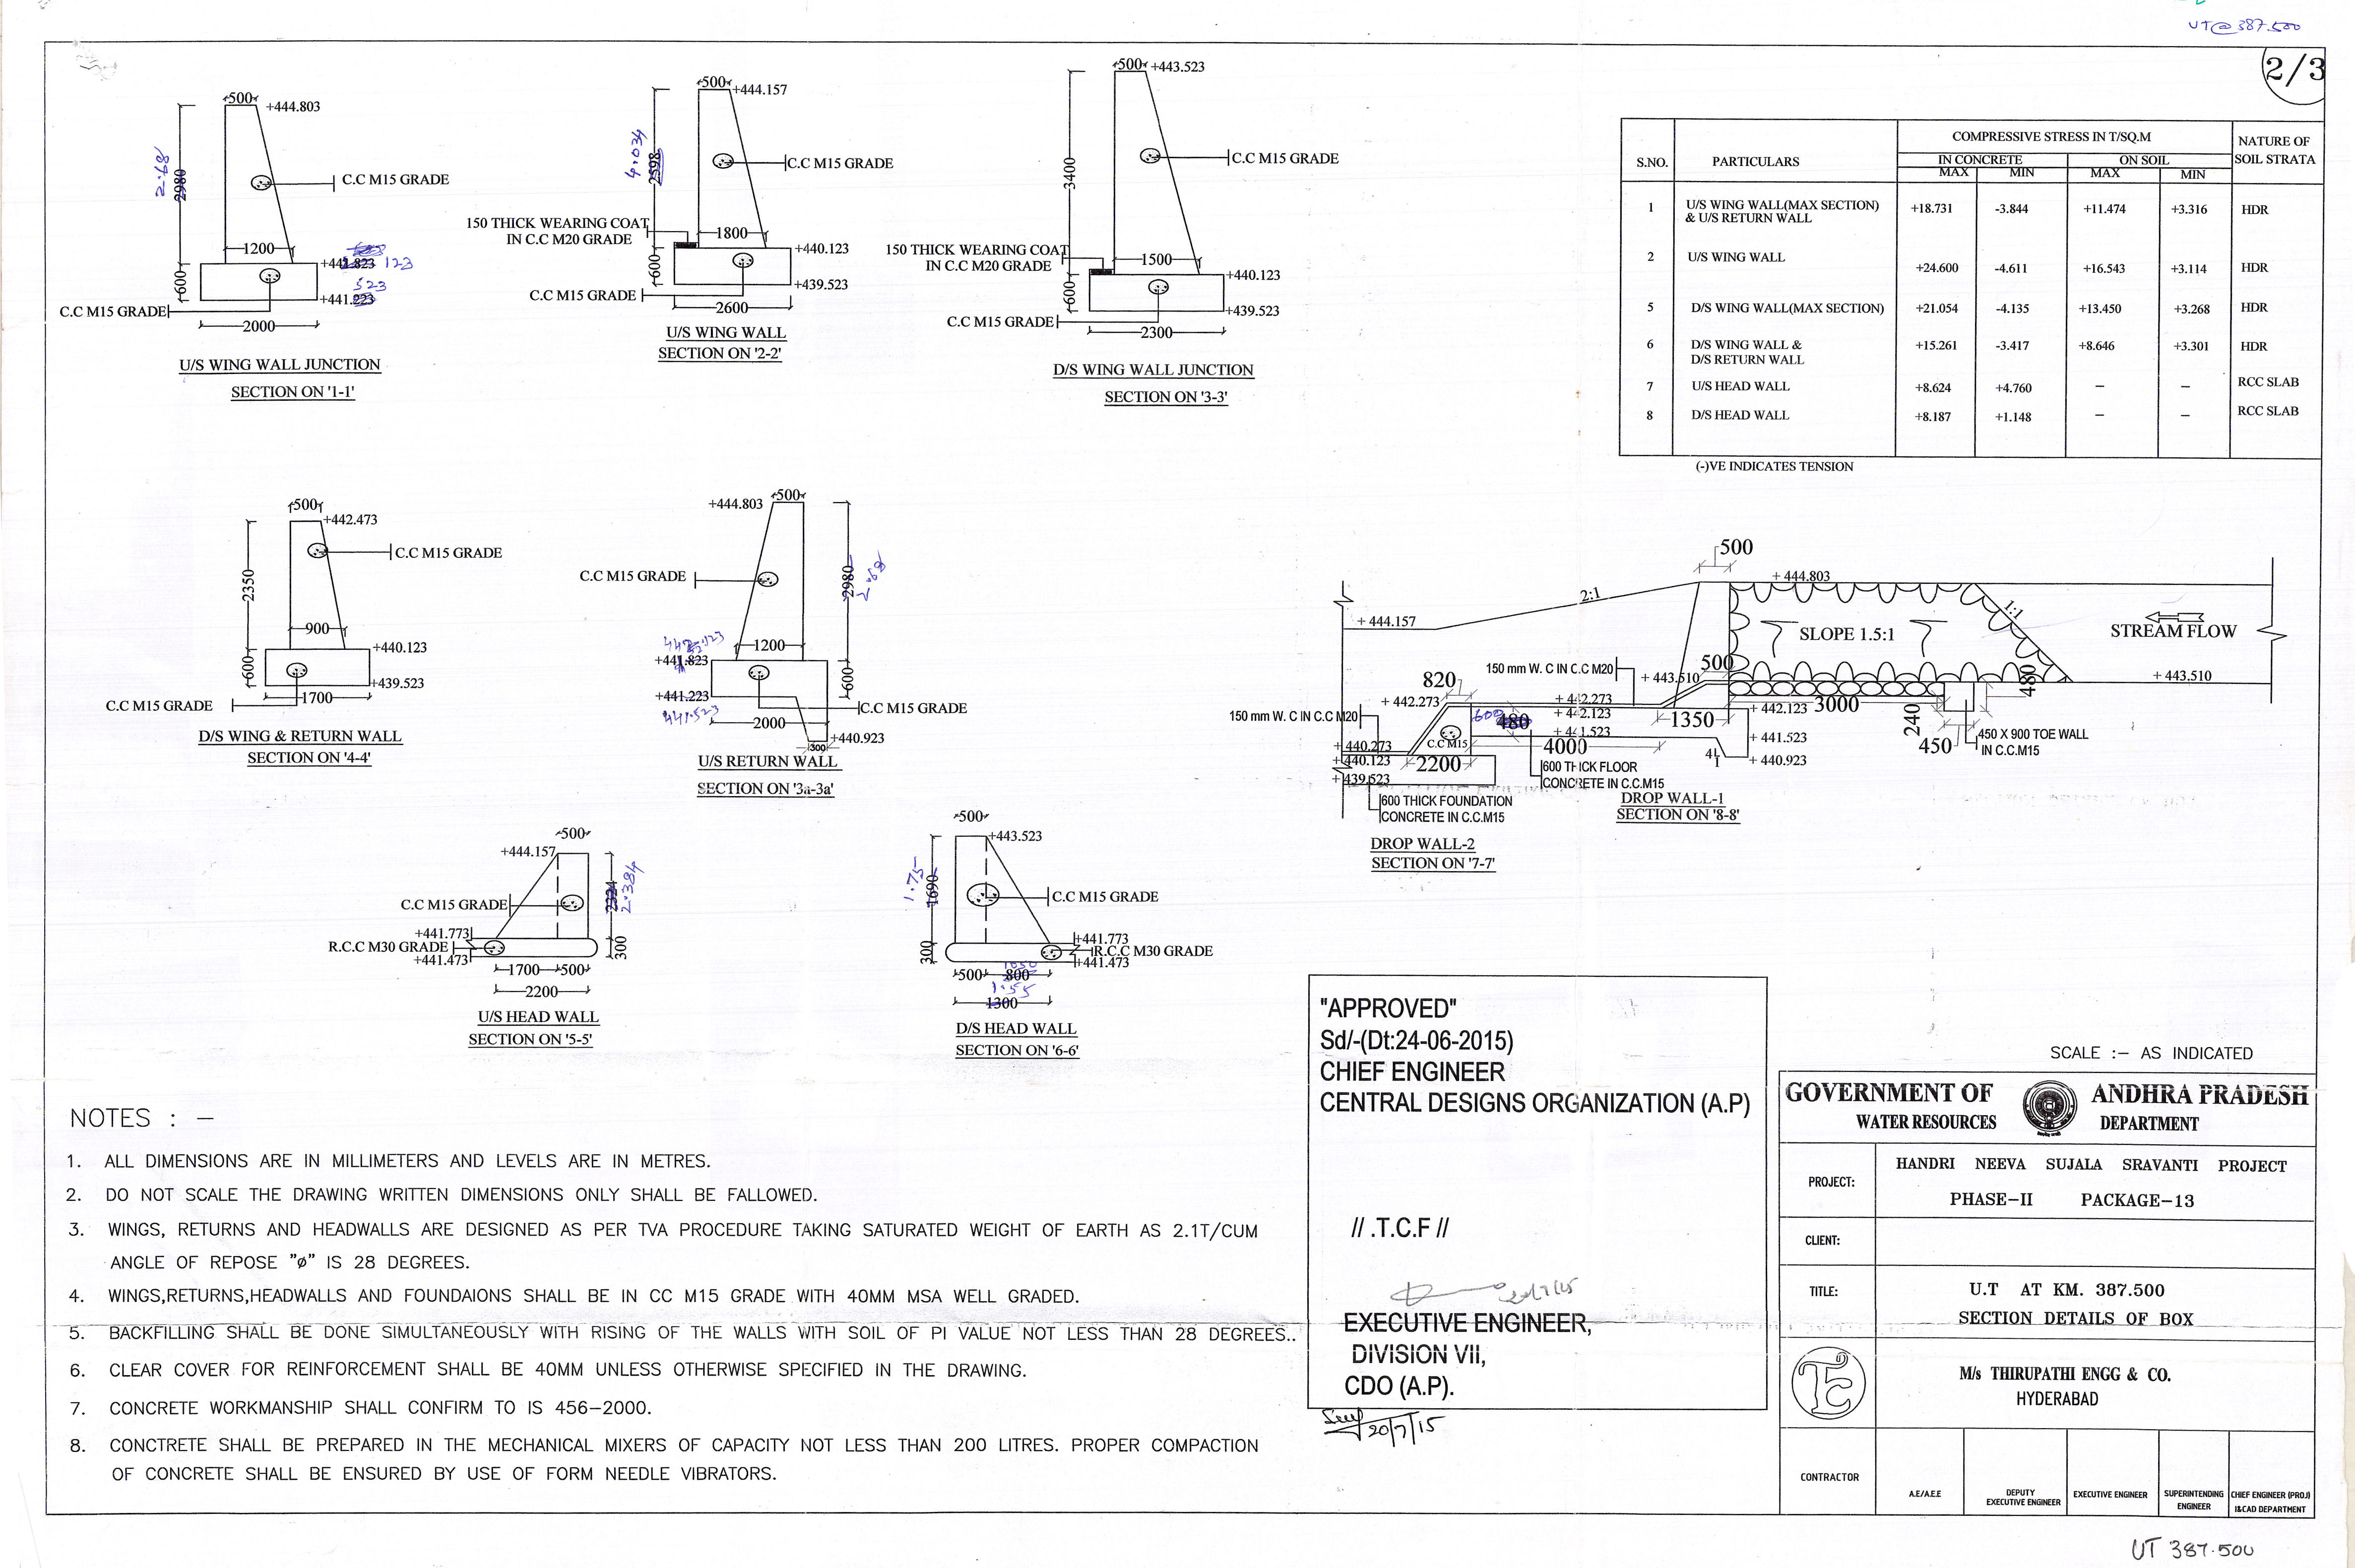 UT@387.500
2/3
500
+444.803
2.68
2980
C.C M15 GRADE
1200
+441.823 123
600
523
+441.223
C.C M15 GRADE
2000
U/S WING WALL JUNCTION
SECTION ON '1-1'
500
+444.157
4.034
2598
C.C M15 GRADE
150 THICK WEARING COAT
IN C.C M20 GRADE
1800
+440.123
600
+439.523
C.C M15 GRADE
2600
U/S WING WALL
SECTION ON '2-2'
500
+443.523
3400
C.C M15 GRADE
150 THICK WEARING COAT
IN C.C M20 GRADE
1500
+440.123
600
+439.523
C.C M15 GRADE
2300
D/S WING WALL JUNCTION
SECTION ON '3-3'
S.NO.
PARTICULARS
COMPRESSIVE STRESS IN T/SQ.M
NATURE OF
SOIL STRATA
IN CONCRETE
ON SOIL
MAX MIN MAX MIN
1 U/S WING WALL(MAX SECTION) +18.731 -3.844 +11.474 +3.316 HDR
& U/S RETURN WALL
2 U/S WING WALL +24.600 -4.611 +16.543 +3.114 HDR
5 D/S WING WALL(MAX SECTION) +21.054 -4.135 +13.450 +3.268 HDR
6 D/S WING WALL & +15.261 -3.417 +8.646 +3.301 HDR
D/S RETURN WALL
7 U/S HEAD WALL +8.624 +4.760 – – RCC SLAB
8 D/S HEAD WALL +8.187 +1.148 – – RCC SLAB
(-)VE INDICATES TENSION
500
+442.473
C.C M15 GRADE
2350
900
+440.123
600
+439.523
1700
C.C M15 GRADE
D/S WING & RETURN WALL
SECTION ON '4-4'
500
+444.803
C.C M15 GRADE
2980
2.68
1200
+441.823
600
+441.223
441.523
2000
C.C M15 GRADE
+440.923
300
U/S RETURN WALL
SECTION ON '3a-3a'
500
+ 444.803
2:1
1:1
+ 444.157
SLOPE 1.5:1
STREAM FLOW
150 mm W. C IN C.C M20
500
+ 443.510
480
+ 443.510
820
+ 442.273
+ 442.273
+ 442.123
+ 442.123
3000
150 mm W. C IN C.C M20
600
480
1350
240
C.C M15
+ 441.523
4000
+ 441.523
+ 440.273
+ 440.123
+ 439.523
2200
4
1
+ 440.923
450
450 X 900 TOE WALL
IN C.C.M15
600 THICK FLOOR
CONCRETE IN C.C.M15
600 THICK FOUNDATION
CONCRETE IN C.C.M15
DROP WALL-1
SECTION ON '8-8'
DROP WALL-2
SECTION ON '7-7'
500
+444.157
2.384
C.C M15 GRADE
+441.773
R.C.C M30 GRADE
+441.473
300
1700 500
2200
U/S HEAD WALL
SECTION ON '5-5'
500
+443.523
1.75
1690
C.C M15 GRADE
+441.773
R.C.C M30 GRADE
+441.473
300
1050
500 800
1.55
1300
D/S HEAD WALL
SECTION ON '6-6'
NOTES : –
1. ALL DIMENSIONS ARE IN MILLIMETERS AND LEVELS ARE IN METRES.
2. DO NOT SCALE THE DRAWING WRITTEN DIMENSIONS ONLY SHALL BE FALLOWED.
3. WINGS, RETURNS AND HEADWALLS ARE DESIGNED AS PER TVA PROCEDURE TAKING SATURATED WEIGHT OF EARTH AS 2.1T/CUM
ANGLE OF REPOSE "ø" IS 28 DEGREES.
4. WINGS,RETURNS,HEADWALLS AND FOUNDAIONS SHALL BE IN CC M15 GRADE WITH 40MM MSA WELL GRADED.
5. BACKFILLING SHALL BE DONE SIMULTANEOUSLY WITH RISING OF THE WALLS WITH SOIL OF PI VALUE NOT LESS THAN 28 DEGREES..
6. CLEAR COVER FOR REINFORCEMENT SHALL BE 40MM UNLESS OTHERWISE SPECIFIED IN THE DRAWING.
7. CONCRETE WORKMANSHIP SHALL CONFIRM TO IS 456–2000.
8. CONCTRETE SHALL BE PREPARED IN THE MECHANICAL MIXERS OF CAPACITY NOT LESS THAN 200 LITRES. PROPER COMPACTION
OF CONCRETE SHALL BE ENSURED BY USE OF FORM NEEDLE VIBRATORS.
"APPROVED"
Sd/-(Dt:24-06-2015)
CHIEF ENGINEER
CENTRAL DESIGNS ORGANIZATION (A.P)
// .T.C.F //
20/7/15
EXECUTIVE ENGINEER,
DIVISION VII,
CDO (A.P).
20/7/15
SCALE :– AS INDICATED
GOVERNMENT OF ANDHRA PRADESH
WATER RESOURCES DEPARTMENT
PROJECT:
HANDRI NEEVA SUJALA SRAVANTI PROJECT
PHASE–II PACKAGE–13
CLIENT:
TITLE:
U.T AT KM. 387.500
SECTION DETAILS OF BOX
M/s THIRUPATHI ENGG & CO.
HYDERABAD
CONTRACTOR
A.E/A.E.E
DEPUTY
EXECUTIVE ENGINEER
EXECUTIVE ENGINEER
SUPERINTENDING
ENGINEER
CHIEF ENGINEER (PROJ)
I&CAD DEPARTMENT
UT 387.500